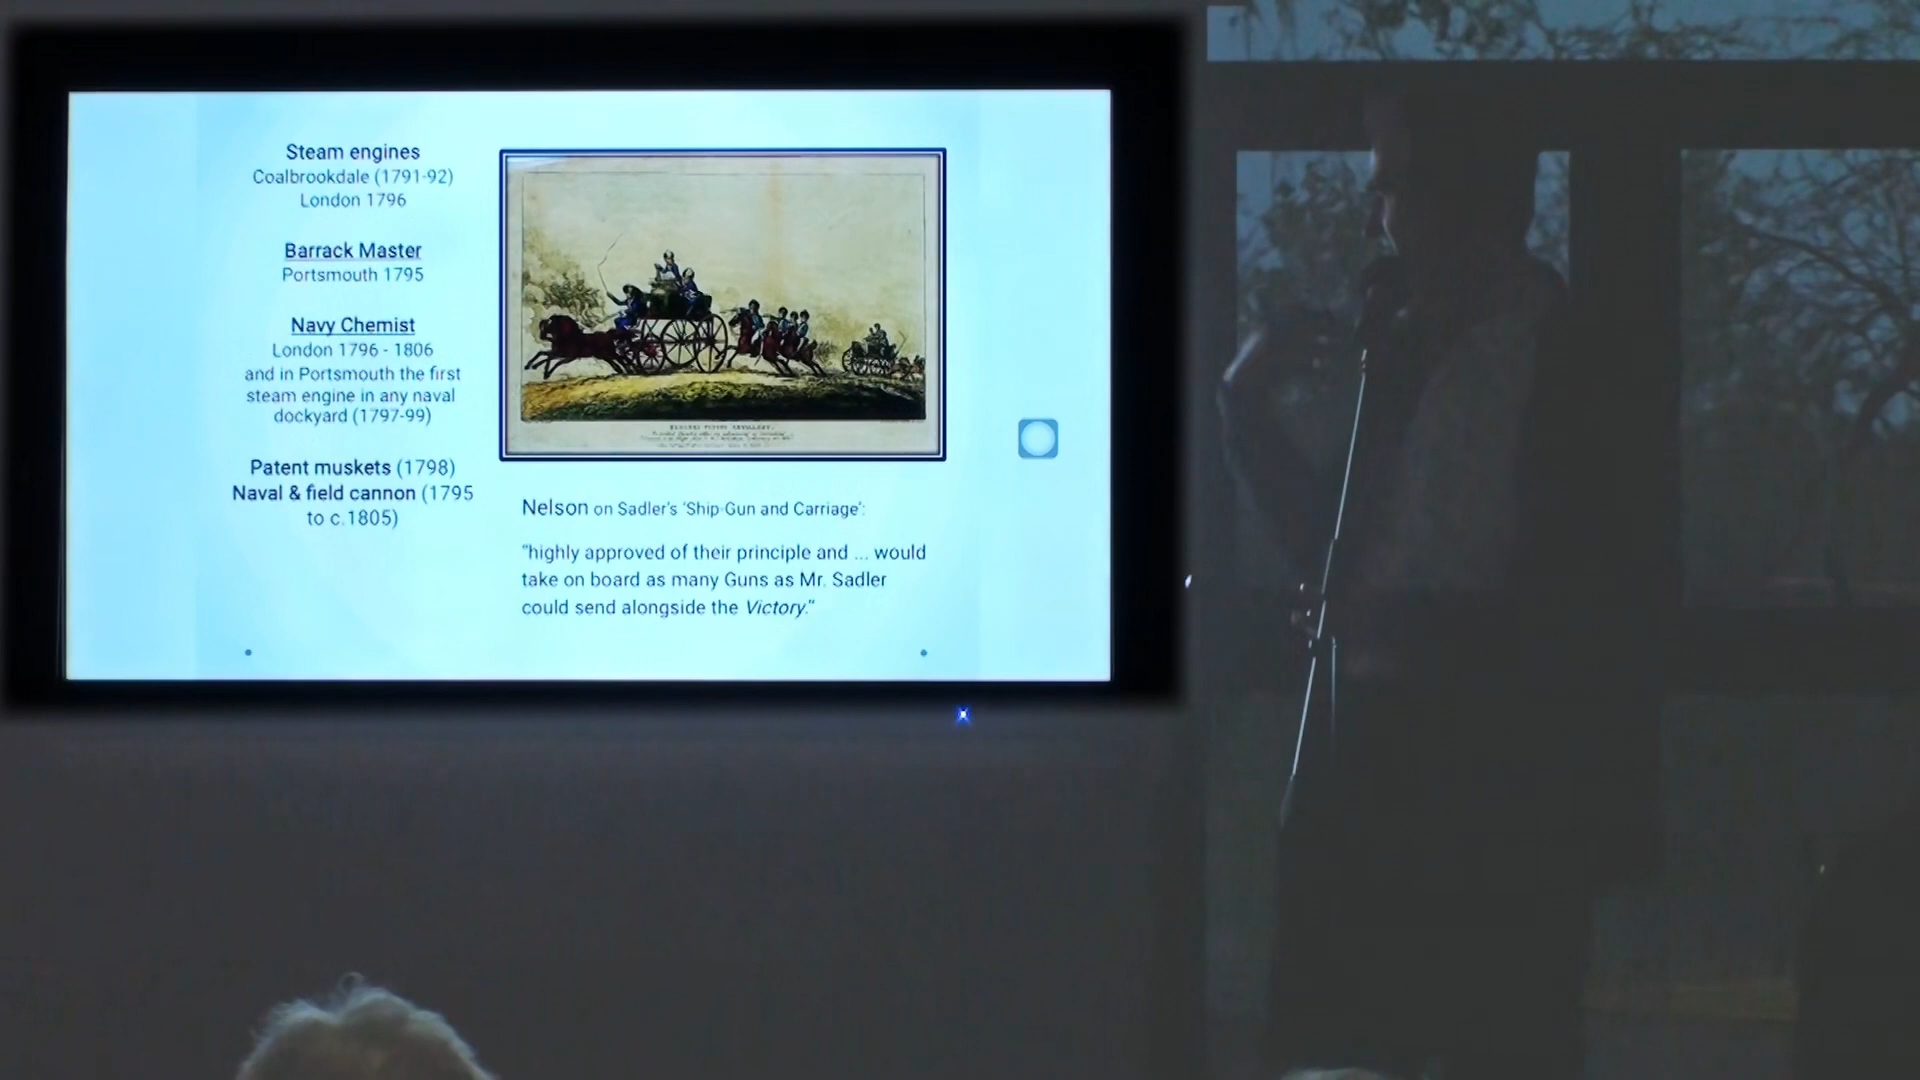 Steam engines
Coalbrookdale (1791-92)
London 1796
Barrack Master
Portsmouth 1795
Navy Chemist
London 1796 - 1806
and in Portsmouth the first
steam engine in any naval
dockyard (1797-99)
Patent muskets (1798)
Naval & field cannon (1795
to c.1805)
FLYING ARTILLERY.
Nelson on Sadler's 'Ship-Gun and Carriage':
"highly approved of their principle and ... would
take on board as many Guns as Mr. Sadler
could send alongside the Victory."